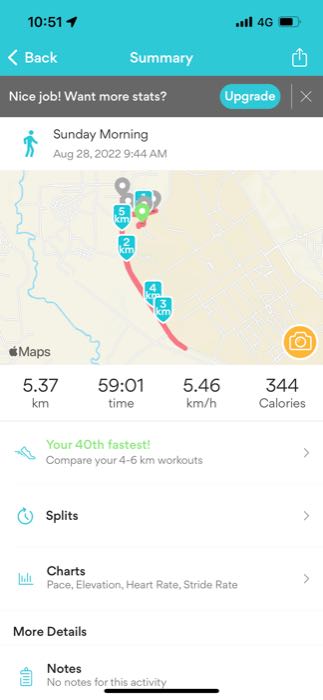 10:51
4G
Back
Summary
Nice job! Want more stats?
Upgrade
Sunday Morning
Aug 28, 2022 9:44 AM
5
km
2
km
4
km
3
km
Maps
5.37
59:01
5.46
344
km
time
km/h
Calories
Your 40th fastest!
Compare your 4-6 km workouts
Splits
Charts
Pace, Elevation, Heart Rate, Stride Rate
More Details
Notes
No notes for this activity